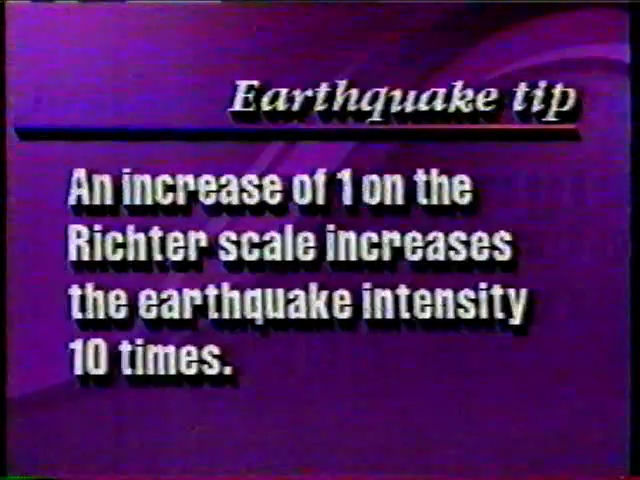 Earthquake tip
An increase of 1 on the
Richter scale increases
the earthquake intensity
10 times.